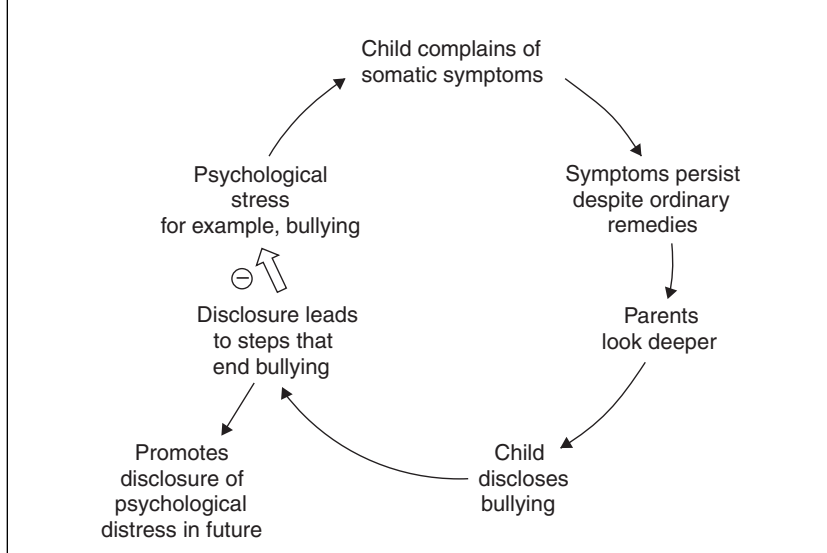 Child complains of
somatic symptoms
Symptoms persist
despite ordinary
remedies
Parents
look deeper
Child
discloses
bullying
Disclosure leads
to steps that
end bullying
Promotes
disclosure of
psychological
distress in future
Psychological
stress
for example, bullying
⊖